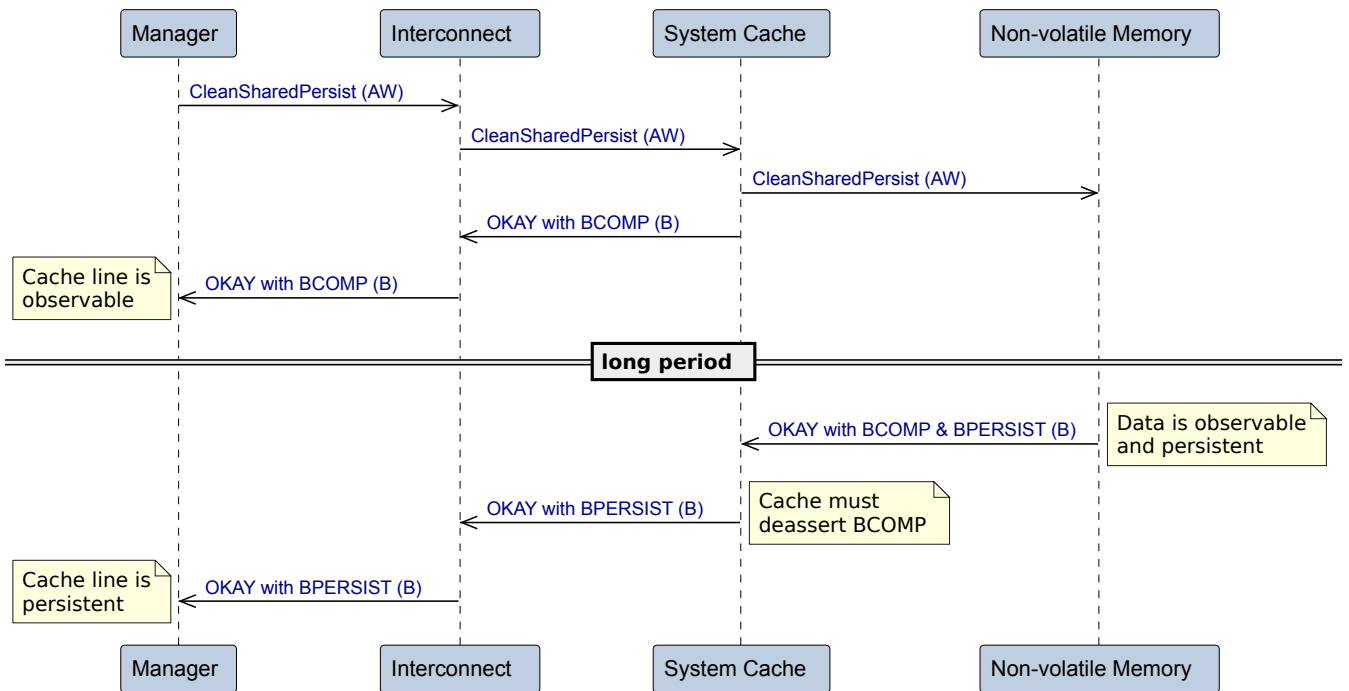 Manager
Interconnect
System Cache
Non-volatile Memory
CleanSharedPersist (AW)
CleanSharedPersist (AW)
CleanSharedPersist (AW)
OKAY with BCOMP (B)
Cache line is
observable
OKAY with BCOMP (B)
long period
OKAY with BCOMP & BPERSIST (B)
Data is observable
and persistent
OKAY with BPERSIST (B)
Cache must
deassert BCOMP
Cache line is
persistent
OKAY with BPERSIST (B)
Manager
Interconnect
System Cache
Non-volatile Memory